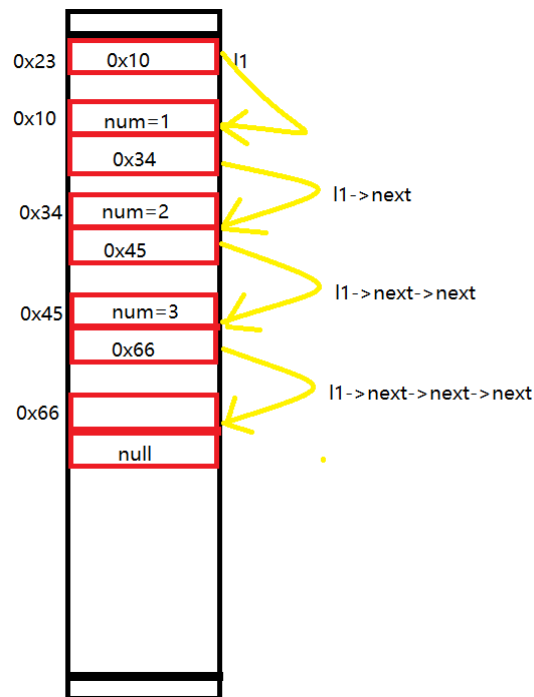 0x23 0x10 l1
0x10 num=1
0x34
l1->next
0x34 num=2
0x45
l1->next->next
0x45 num=3
0x66
l1->next->next->next
0x66
null